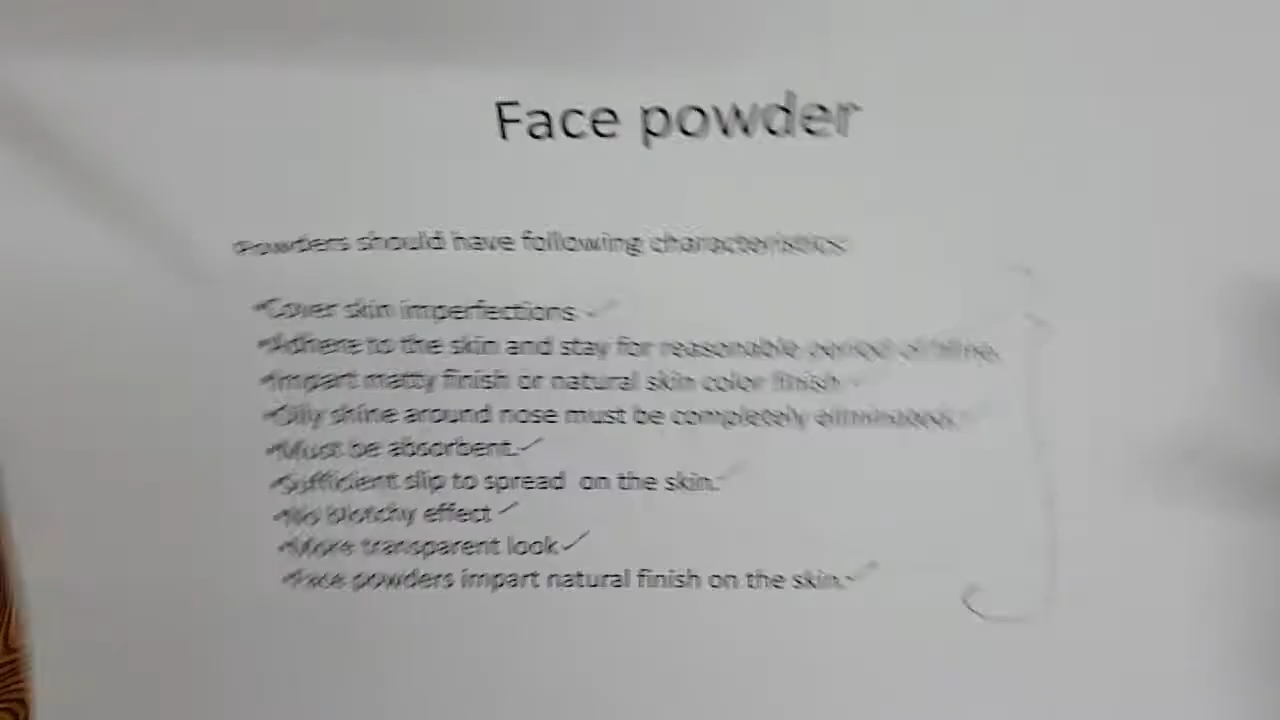 Face powder
Powders should have following characteristics
Cover skin imperfections
Adhere to the skin and stay for reasonable period of time.
Impart matty finish or natural skin color finish
Oily shine around nose must be completely eliminated.
Must be absorbent.
Sufficient slip to spread on the skin.
No blotchy effect
More transparent look
Face powders impart natural finish on the skin.